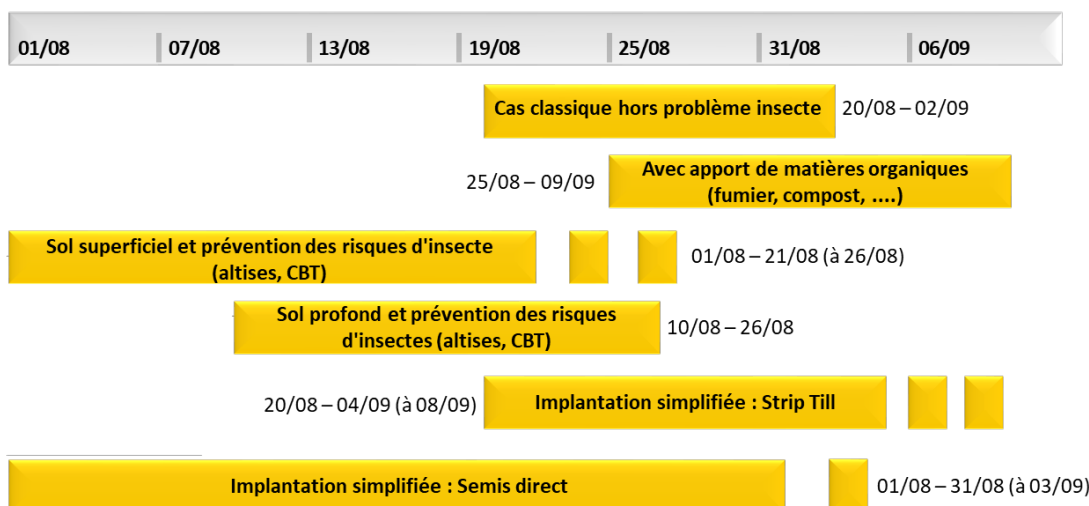 01/08 07/08 13/08 19/08 25/08 31/08 06/09
Cas classique hors problème insecte 20/08 – 02/09
25/08 – 09/09
Avec apport de matières organiques
(fumier, compost, ....)
Sol superficiel et prévention des risques d'insecte
(altises, CBT)
01/08 – 21/08 (à 26/08)
Sol profond et prévention des risques
d'insectes (altises, CBT)
10/08 – 26/08
20/08 – 04/09 (à 08/09) Implantation simplifiée : Strip Till
Implantation simplifiée : Semis direct 01/08 – 31/08 (à 03/09)